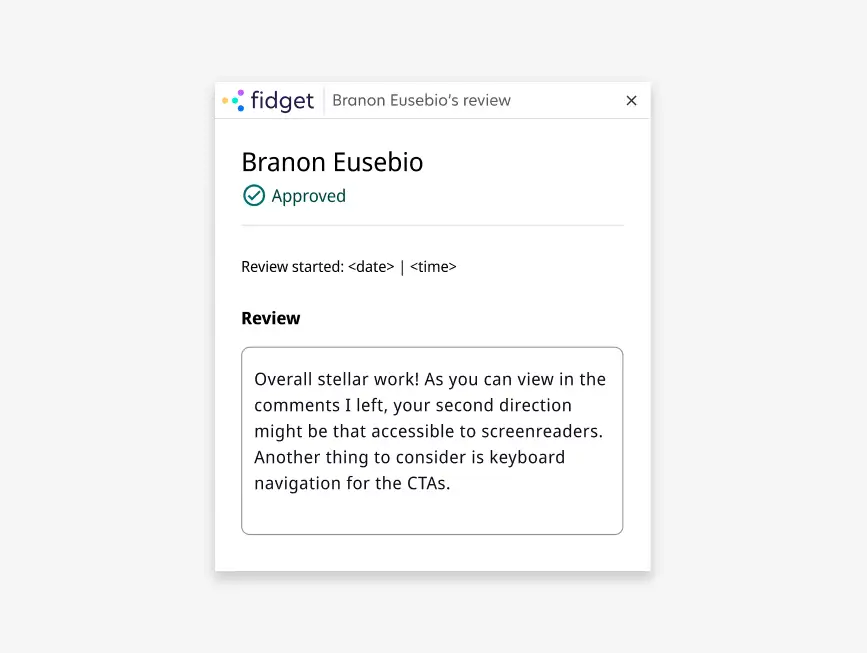 fidget | Branon Eusebio's review ×
Branon Eusebio
Approved
Review started: <date> | <time>
Review
Overall stellar work! As you can view in the
comments I left, your second direction
might be that accessible to screenreaders.
Another thing to consider is keyboard
navigation for the CTAs.